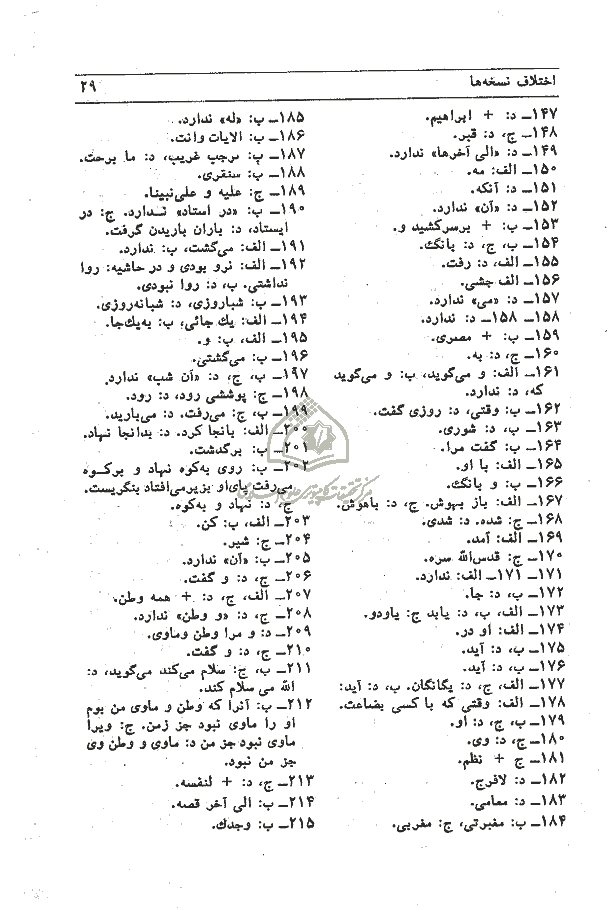 اختلاف نسخه‌ها
۲۹
۱۴۷ـ د: + ابراهیم.
۱۴۸ـ ج، د: قبر.
۱۴۹ـ د: «الی آخرها» ندارد.
۱۵۰ـ الف: مه.
۱۵۱ـ د: آنکه.
۱۵۲ـ د: «آن» ندارد.
۱۵۳ـ ب: + برسرکشید و.
۱۵۴ـ ب، ج، د: بانگ.
۱۵۵ـ الف، د: رفت.
۱۵۶ـ الف چشی.
۱۵۷ـ د: «می» ندارد.
۱۵۸ـ ۱۵۸ـ د: ندارد.
۱۵۹ـ ب: + مصری.
۱۶۰ـ ج، د: به.
۱۶۱ـ الف: و می‌گوید، ب: و می‌گوید
که، د: ندارد.
۱۶۲ـ ب: وقتی، د: روزی گفت.
۱۶۳ـ ب، د: شوری.
۱۶۴ـ ب: گفت مرا.
۱۶۵ـ الف: با او.
۱۶۶ـ ب: و بانگ.
۱۶۷ـ الف: باز بهوش. ج، د: باهوش.
۱۶۸ـ ج: شده. د: شدی.
۱۶۹ـ الف: آمد.
۱۷۰ـ ج: قدس‌الله سره.
۱۷۱ـ ۱۷۱ـ الف: ندارد.
۱۷۲ـ ب، د: جا.
۱۷۳ـ الف، ب، د: یابد ج: یاودو.
۱۷۴ـ الف: او در.
۱۷۵ـ ب، د: آید.
۱۷۶ـ ب، د: آید.
۱۷۷ـ الف، ج، د: یگانگان. ب، د: آید:
۱۷۸ـ الف: وقتی که با کسی بضاعت.
۱۷۹ـ ب، ج، د: او.
۱۸۰ـ ج، د: وی.
۱۸۱ـ ج + نظم.
۱۸۲ـ د: لافرج.
۱۸۳ـ د: معامی.
۱۸۴ـ ب: مغبرتی، ج: مغربی.
۱۸۵ـ ب: «له» ندارد.
۱۸۶ـ ب: الایات وانت.
۱۸۷ـ ب: برجب غریب، د: ما برحت.
۱۸۸ـ ب: سنقری.
۱۸۹ـ ج: علیه و علی‌نبینا.
۱۹۰ـ ب: «در استاد» ندارد. ج: در
ایستاد، د: باران باریدن گرفت.
۱۹۱ـ الف: می‌گشت، ب: ندارد.
۱۹۲ـ الف: نرو بودی و در حاشیه: روا
نداشتی. ب، د: روا نبودی.
۱۹۳ـ ب: شباروزی، د: شبانه‌روزی.
۱۹۴ـ الف: یك جائی، ب: به‌یك‌جا.
۱۹۵ـ الف، ب: و.
۱۹۶ـ ب: می‌گشتی.
۱۹۷ـ ب، ج، د: «آن شب» ندارد.
۱۹۸ـ ج: پوششی رود، د: رود.
۱۹۹ـ ب، ج: می‌رفت. د: می‌بارید.
۲۰۰ـ الف: بانجا کرد. د: بدانجا نهاد.
۲۰۱ـ ب: برگذشت.
۲۰۲ـ ب: روی به‌کوه نهاد و برکوه
می‌رفت پای‌او بزیرمی‌افتاد بنگریست.
ج، د: نهاد و به‌کوه.
۲۰۳ـ الف، ب: کن.
۲۰۴ـ ج: شیر.
۲۰۵ـ ب: «آن» ندارد.
۲۰۶ـ ج، د: و گفت.
۲۰۷ـ الف، ج، د: + همه وطن.
۲۰۸ـ ج، د: «و وطن» ندارد.
۲۰۹ـ د: و مرا وطن وماوی.
۲۱۰ـ ج، د: و گفت.
۲۱۱ـ ب، ج: سلام می‌کند می‌گوید، د:
الله می سلام کند.
۲۱۲ـ ب: آنرا که وطن و ماوی من بوم
او را ماوی نبود جز زمن. ج: ویرا
ماوی نبود جز من د: ماوی و وطن وی
جز من نبود.
۲۱۳ـ ج، د: + لنفسه.
۲۱۴ـ ب: الی آخر قصه.
۲۱۵ـ ب: وجدك.